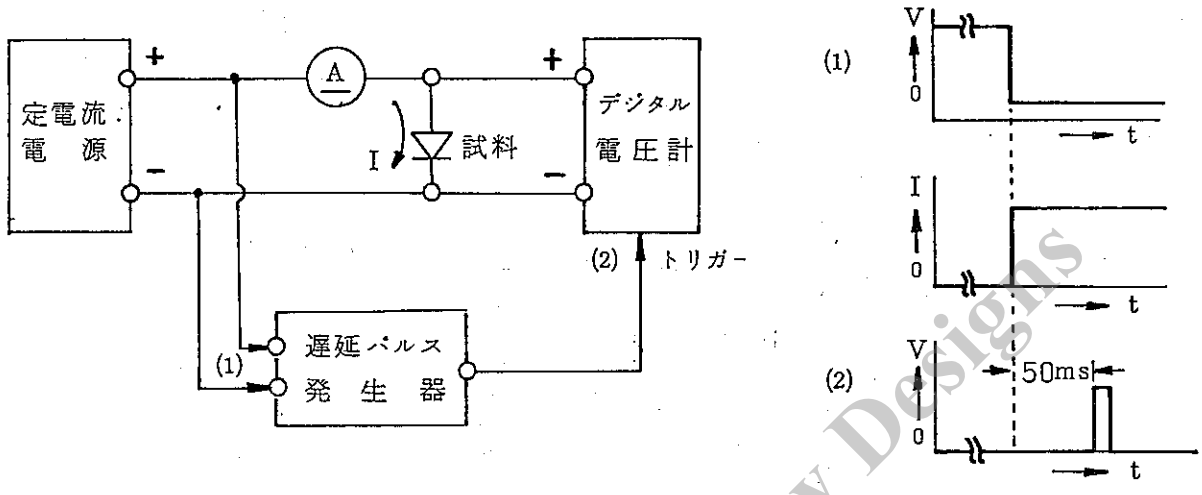 +
定電流
電源
-
A
I
試料
+
デジタル
電圧計
-
(2) トリガー
(1)
遅延パルス
発生器
(1)
V
0
t
I
0
t
(2)
V
0
50ms
t
y Designs